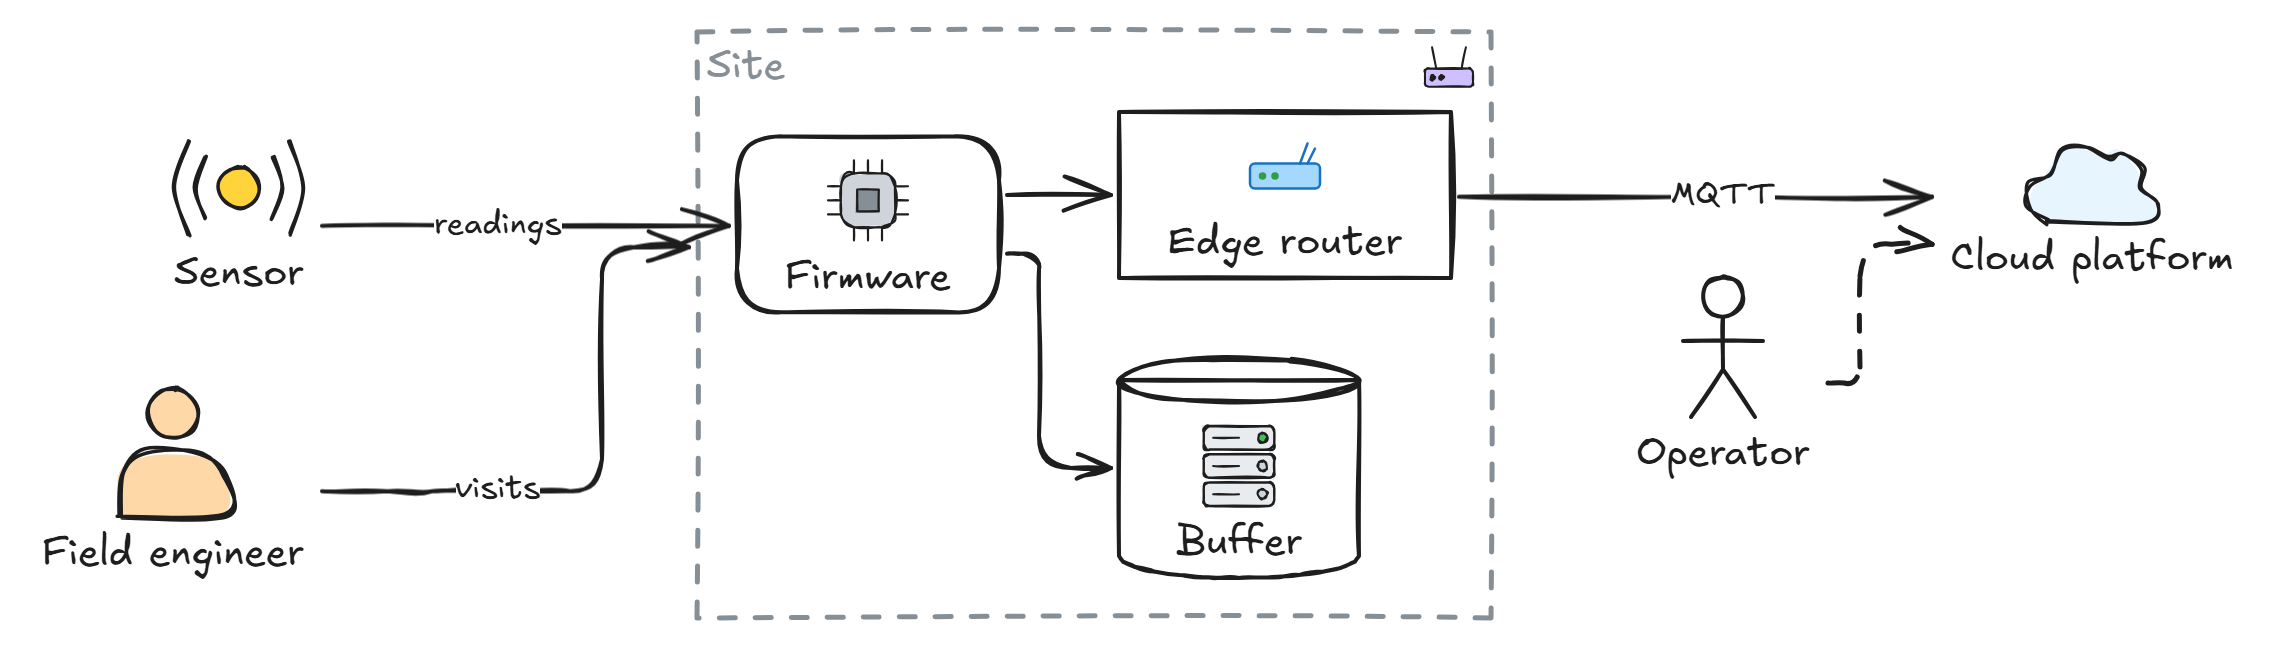 Site
Sensor
readings
Firmware
Edge router
MQTT
Cloud platform
Field engineer
visits
Buffer
Operator